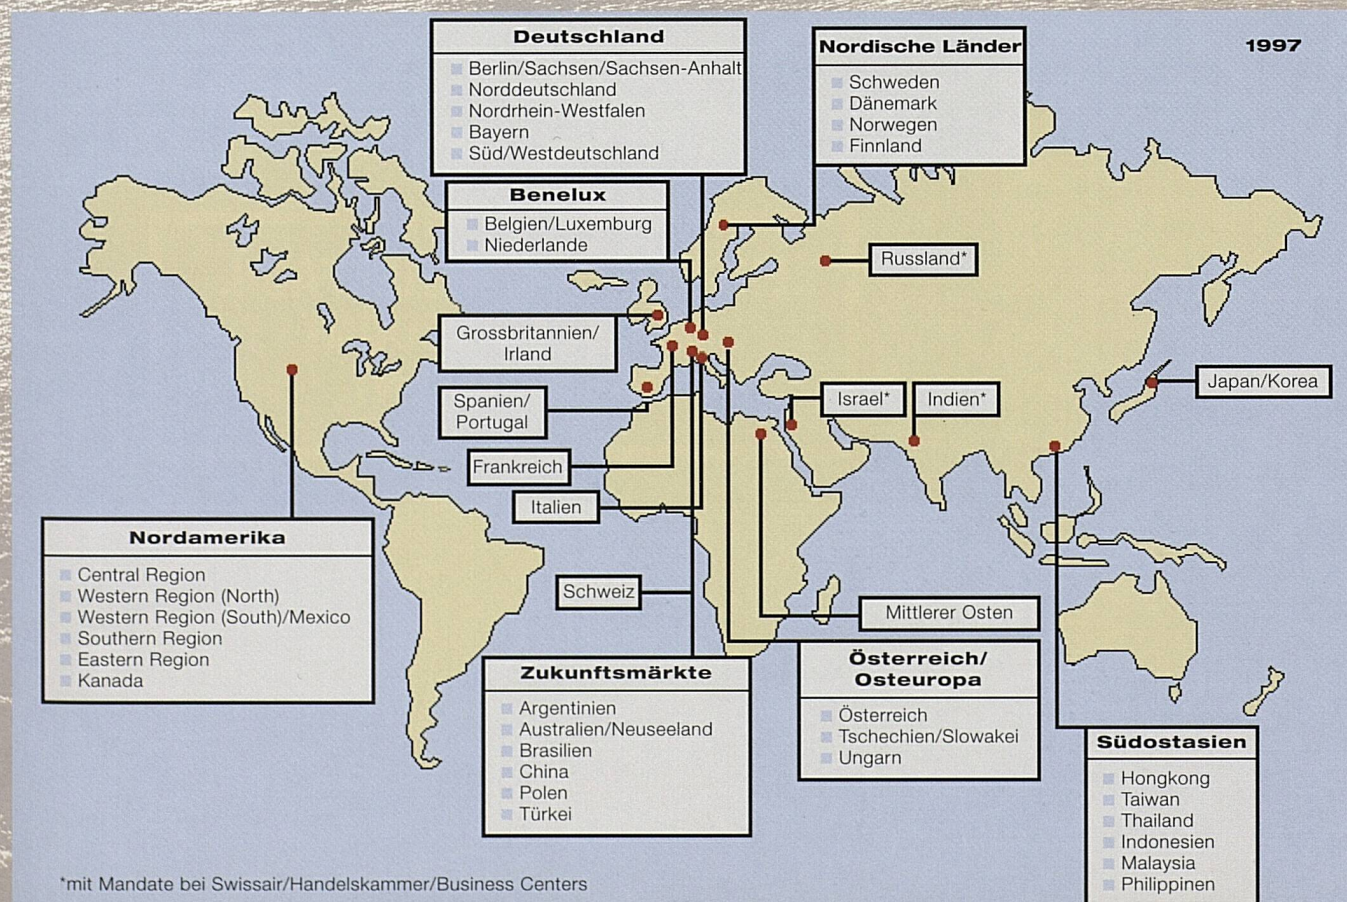 1997
Deutschland
Berlin/Sachsen/Sachsen-Anhalt
Norddeutschland
Nordrhein-Westfalen
Bayern
Süd/Westdeutschland
Nordische Länder
Schweden
Dänemark
Norwegen
Finnland
Benelux
Belgien/Luxemburg
Niederlande
Russland*
Grossbritannien/
Irland
Spanien/
Portugal
Israel*
Indien*
Japan/Korea
Frankreich
Italien
Nordamerika
Central Region
Western Region (North)
Western Region (South)/Mexico
Southern Region
Eastern Region
Kanada
Schweiz
Mittlerer Osten
Zukunftsmärkte
Argentinien
Australien/Neuseeland
Brasilien
China
Polen
Türkei
Österreich/
Osteuropa
Österreich
Tschechien/Slowakei
Ungarn
Südostasien
Hongkong
Taiwan
Thailand
Indonesien
Malaysia
Philippinen
*mit Mandate bei Swissair/Handelskammer/Business Centers